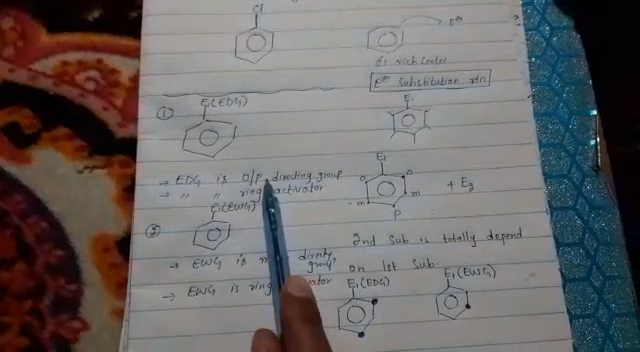 Cl
E⊕
El rich Center
E⊕ Substitution rxn
① E1(EDG)
E1
→ EDG is O/P directing group
→ " " ring activator
E1
o o
m m
P
+ E2
② E1(EWG)
2nd Sub is totally depend
on 1st Sub.
→ EWG is m group
→ EWG is ring
E1(EDG)
E1(EWG)